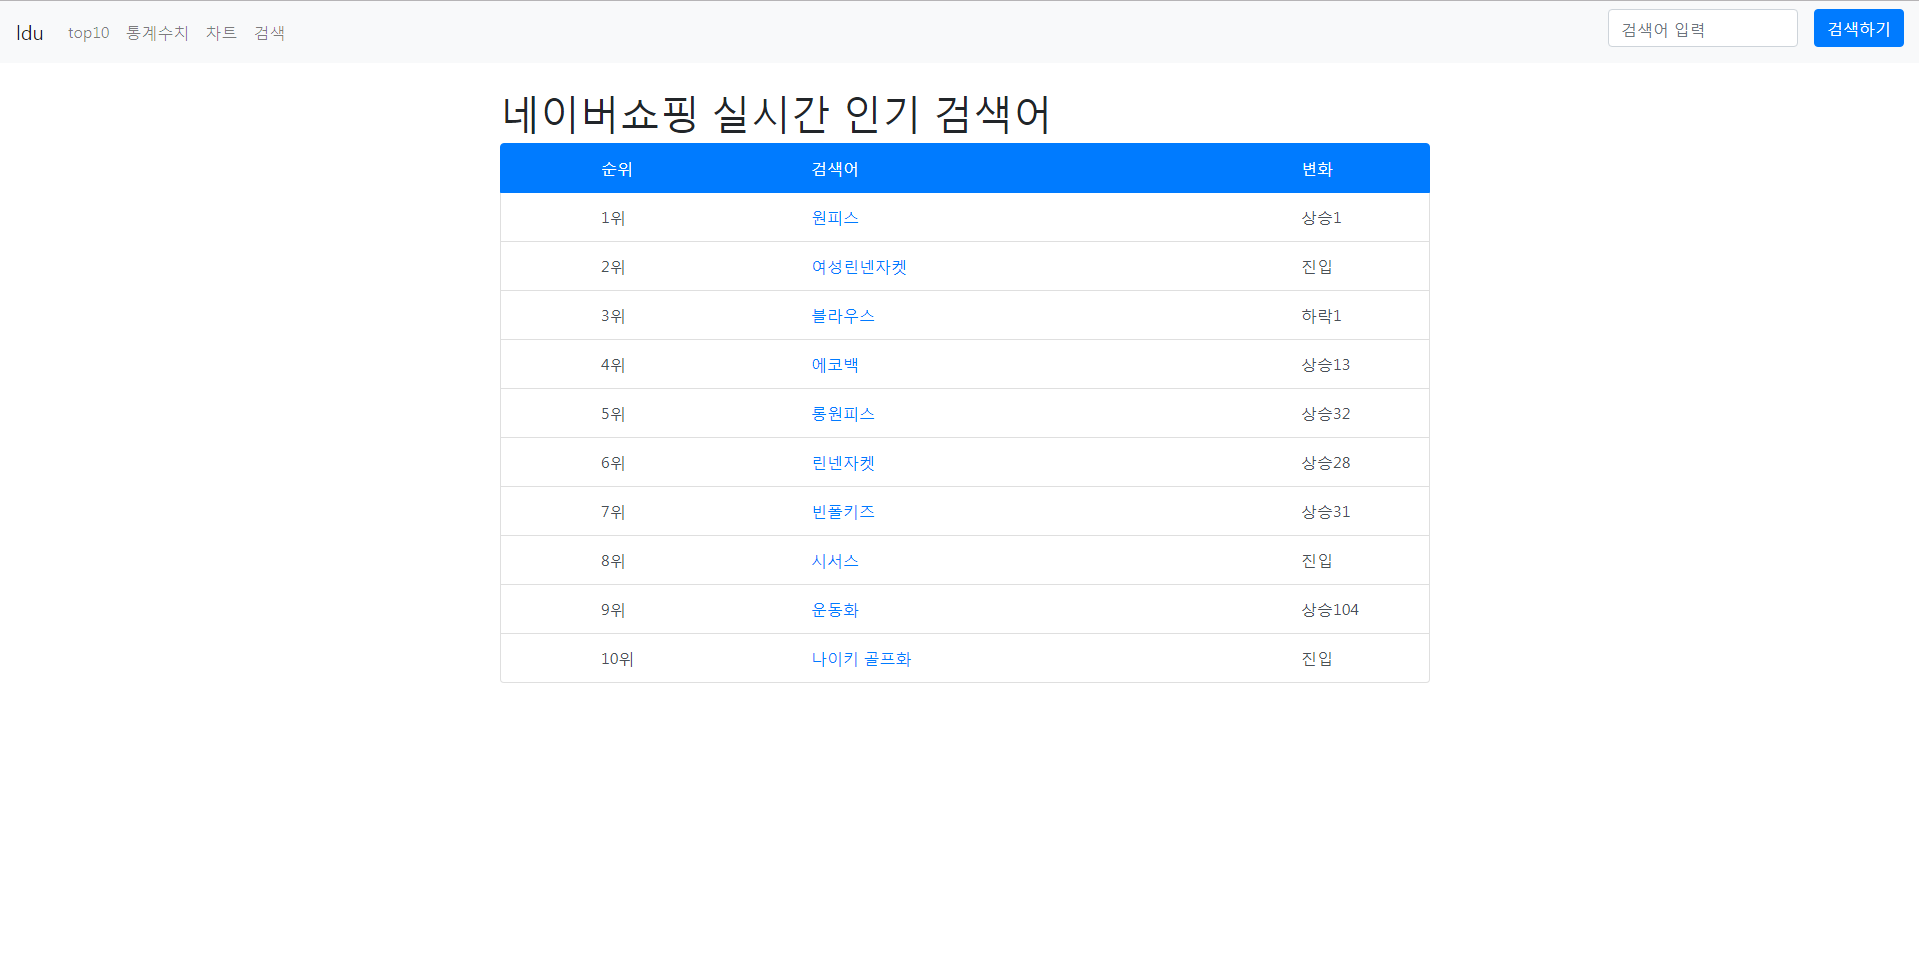 ldu top10 통계수치 차트 검색 검색어 입력 검색하기
네이버쇼핑 실시간 인기 검색어
순위 검색어 변화
1위 원피스 상승1
2위 여성린넨자켓 진입
3위 블라우스 하락1
4위 에코백 상승13
5위 롱원피스 상승32
6위 린넨자켓 상승28
7위 빈폴키즈 상승31
8위 시서스 진입
9위 운동화 상승104
10위 나이키 골프화 진입